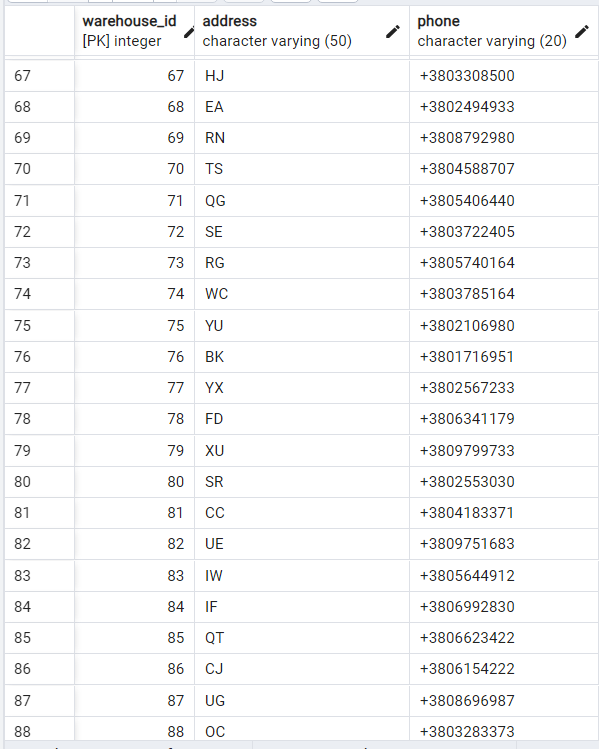 warehouse_id address phone
[PK] integer character varying (50) character varying (20)
67 67 HJ +3803308500
68 68 EA +3802494933
69 69 RN +3808792980
70 70 TS +3804588707
71 71 QG +3805406440
72 72 SE +3803722405
73 73 RG +3805740164
74 74 WC +3803785164
75 75 YU +3802106980
76 76 BK +3801716951
77 77 YX +3802567233
78 78 FD +3806341179
79 79 XU +3809799733
80 80 SR +3802553030
81 81 CC +3804183371
82 82 UE +3809751683
83 83 IW +3805644912
84 84 IF +3806992830
85 85 QT +3806623422
86 86 CJ +3806154222
87 87 UG +3808696987
88 88 OC +3803283373